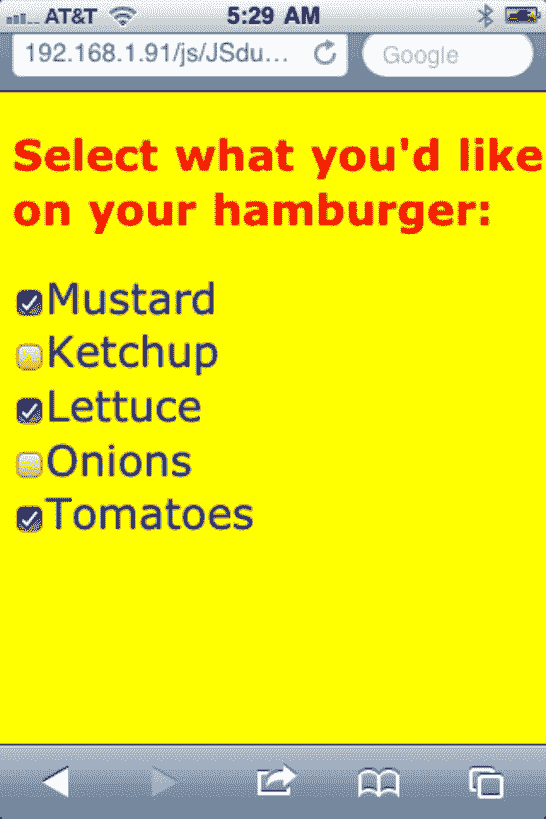 AT&T 5:29 AM
192.168.1.91/js/JSdu... Google
Select what you'd like
on your hamburger:
Mustard
Ketchup
Lettuce
Onions
Tomatoes